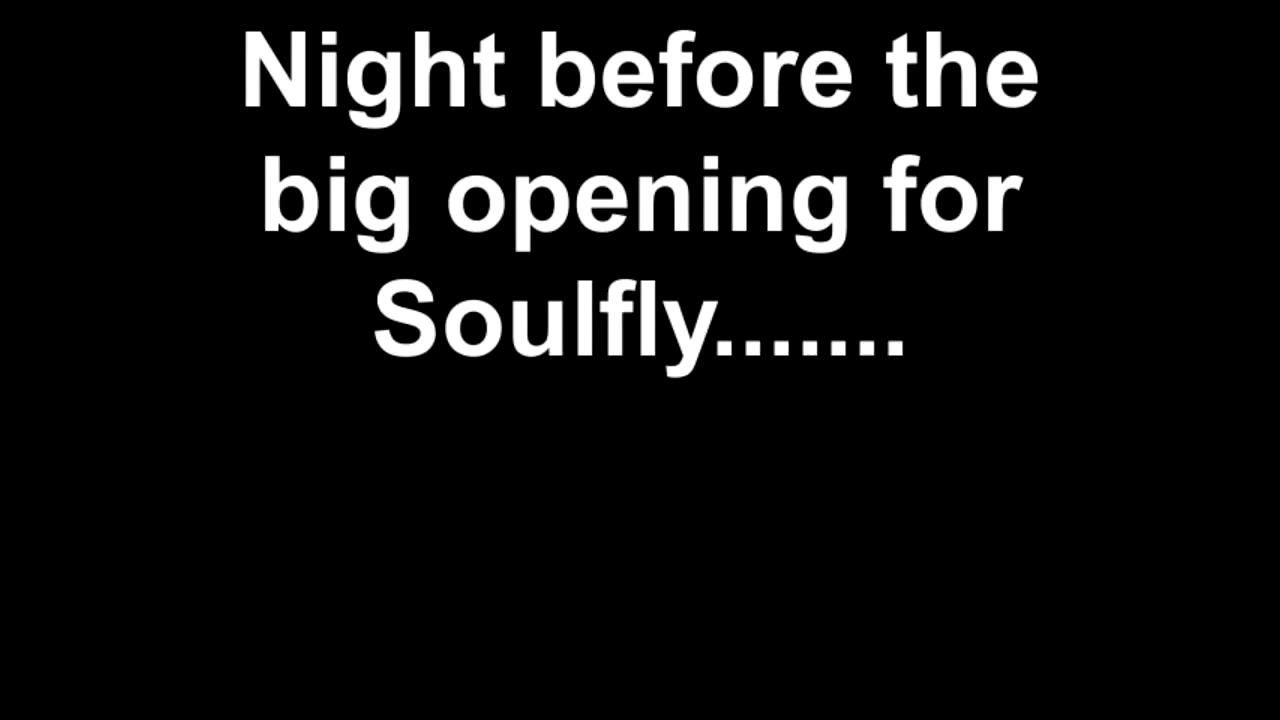 Night before the
big opening for
Soulfly.......